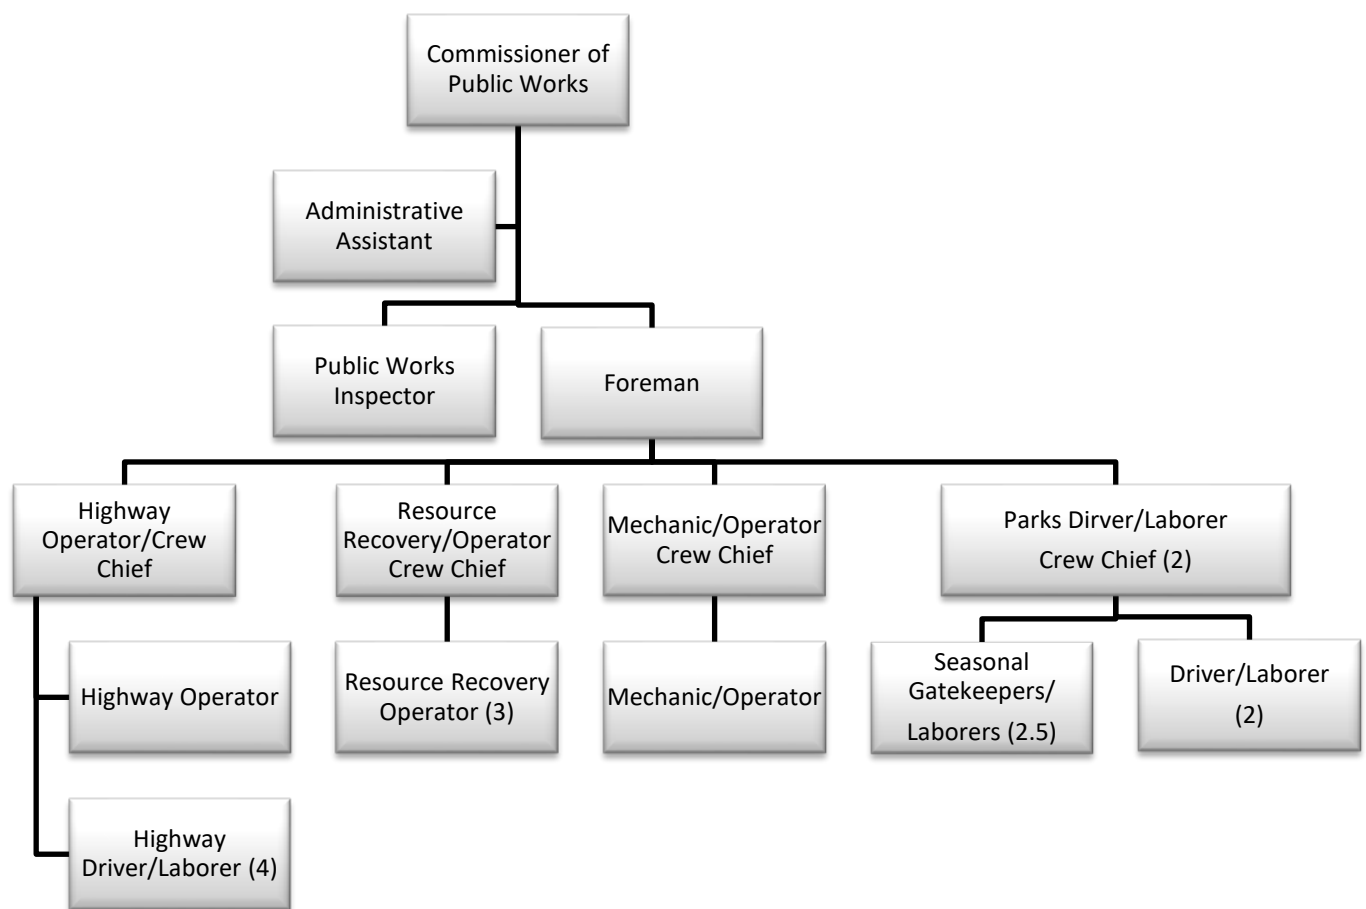 Commissioner of
Public Works
Administrative
Assistant
Public Works
Inspector
Foreman
Highway
Operator/Crew
Chief
Resource
Recovery/Operator
Crew Chief
Mechanic/Operator
Crew Chief
Parks Dirver/Laborer
Crew Chief (2)
Highway Operator
Resource Recovery
Operator (3)
Mechanic/Operator
Seasonal
Gatekeepers/
Laborers (2.5)
Driver/Laborer
(2)
Highway
Driver/Laborer (4)